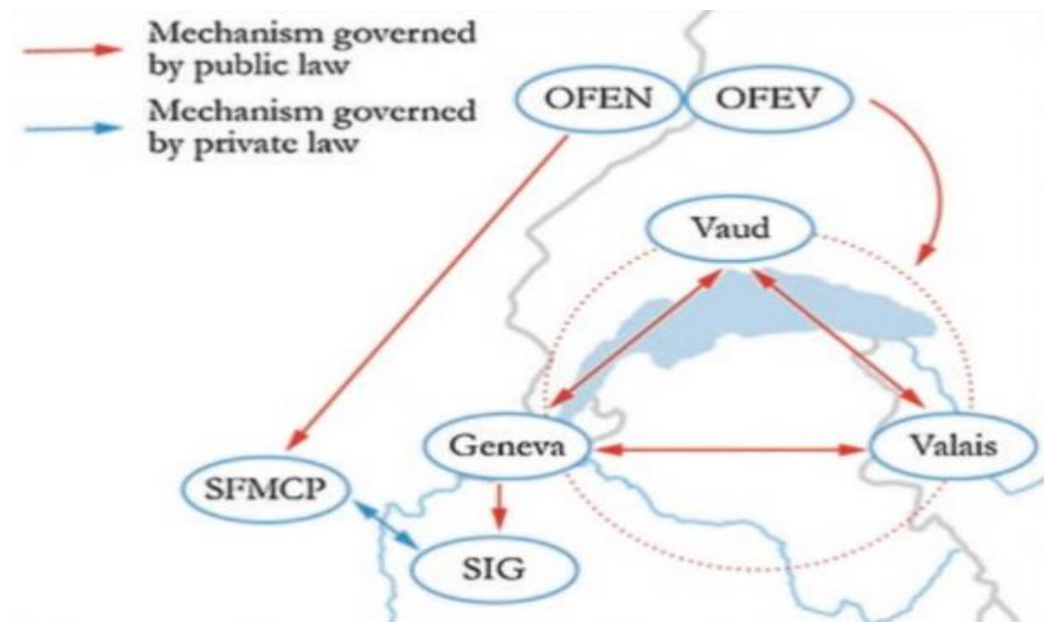 Mechanism governed
by public law
Mechanism governed
by private law
OFEN
OFEV
Vaud
Geneva
Valais
SFMCP
SIG